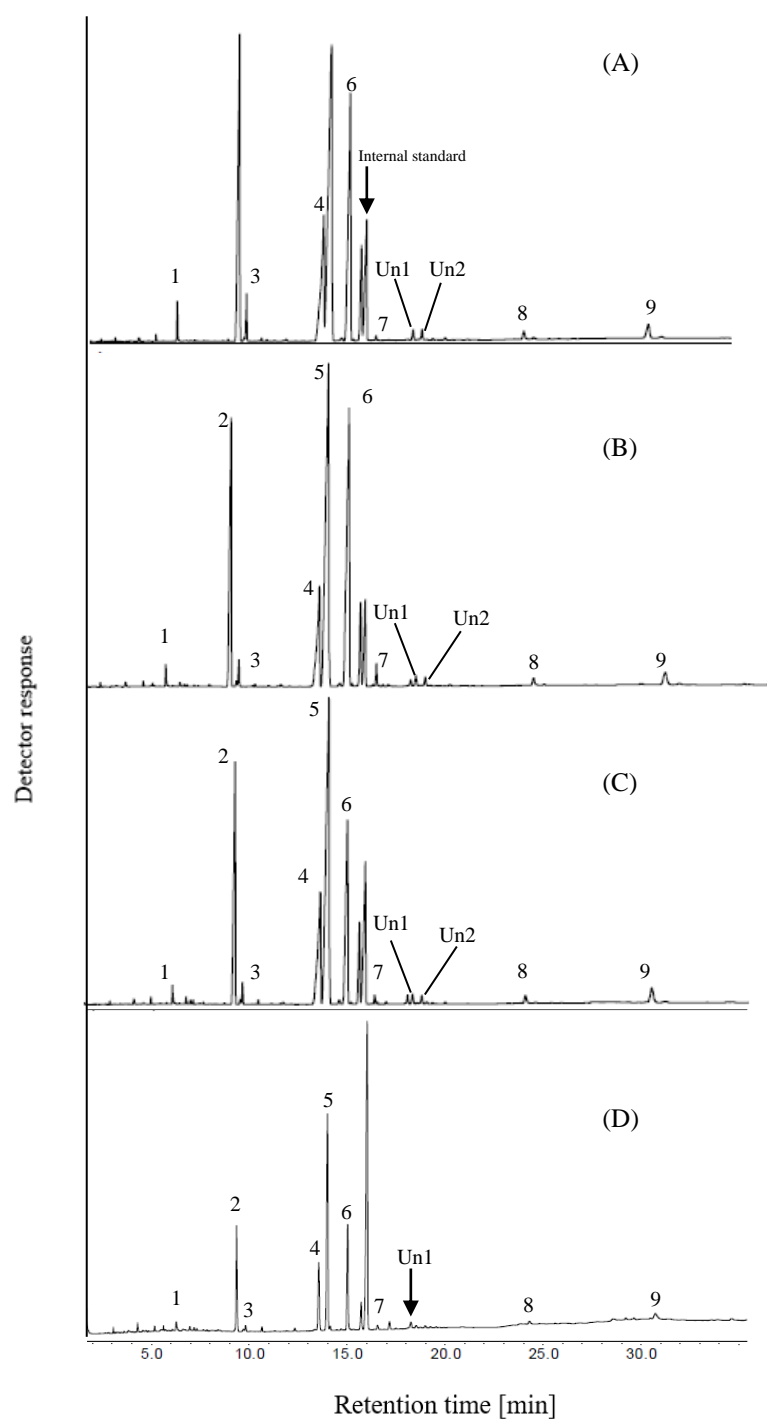 (A)
6
Internal standard
4
Un1 Un2
1 3
9
7 8
5
(B)
2
6
4
Un1 Un2
1 3 7 8 9
5
(C)
2
6
4
Un1 Un2
1 3 7 8 9
(D)
5
2
6
4 Un1
1 3 7 8 9
5.0 10.0 15.0 20.0 25.0 30.0
Retention time [min]
Detector response